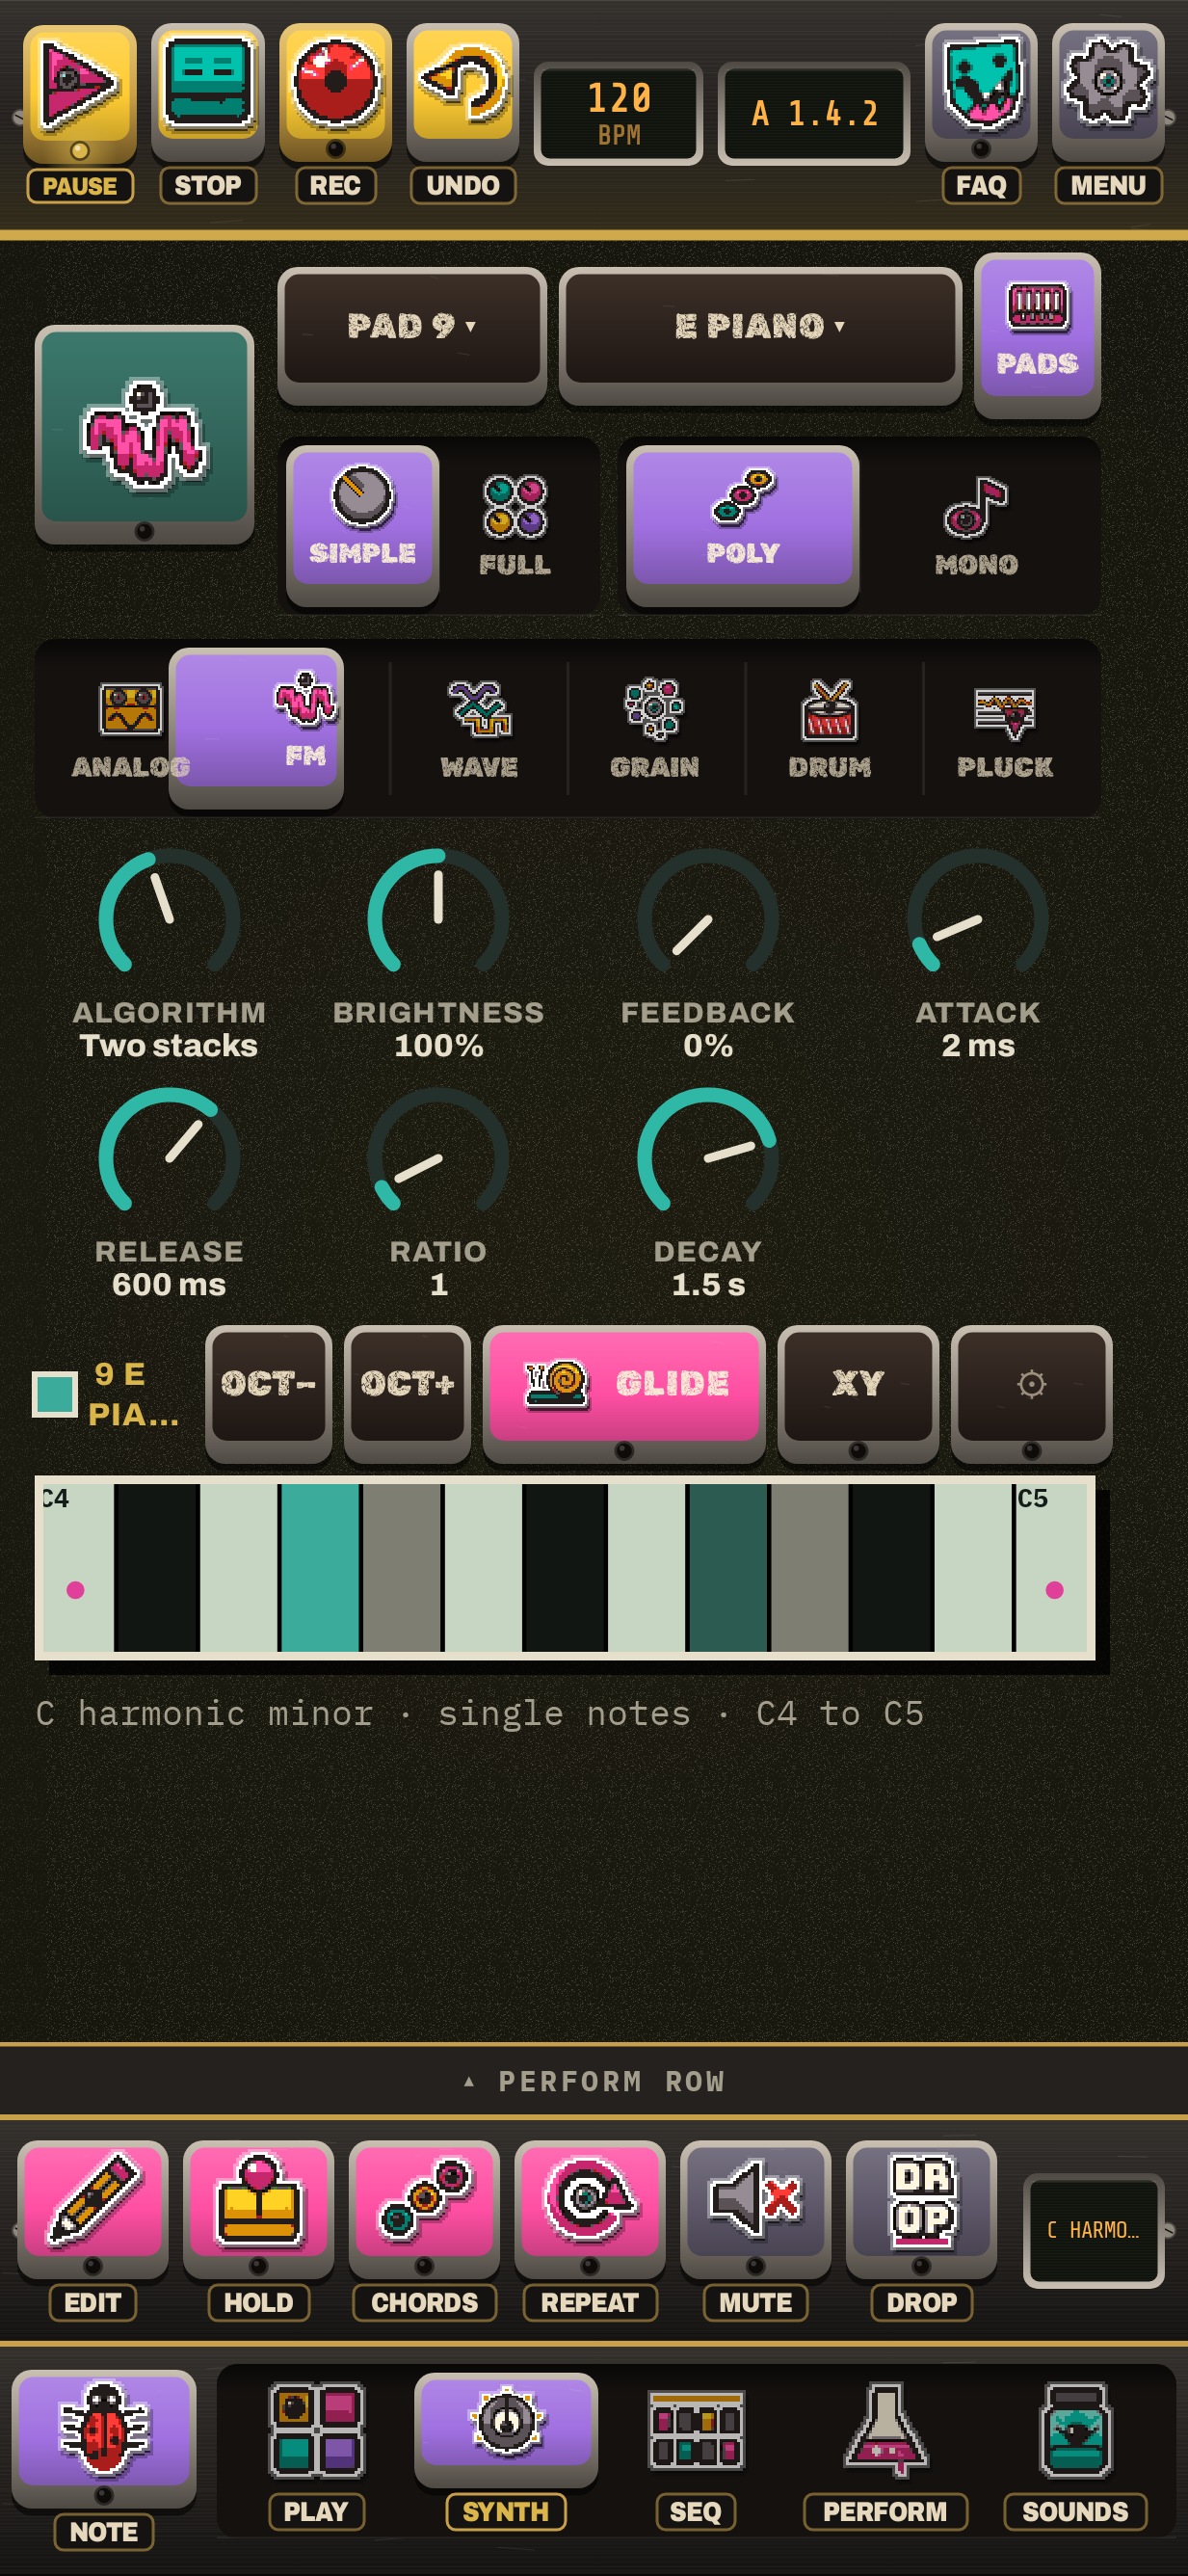 120
BPM
A 1.4.2
PAUSE
STOP
REC
UNDO
FAQ
MENU
PAD 9 ▾
E PIANO ▾
PADS
SIMPLE
FULL
POLY
MONO
ANALOG
FM
WAVE
GRAIN
DRUM
PLUCK
ALGORITHM
Two stacks
BRIGHTNESS
100%
FEEDBACK
0%
ATTACK
2 ms
RELEASE
600 ms
RATIO
1
DECAY
1.5 s
9 E
PIA...
OCT-
OCT+
GLIDE
XY
C4
C5
C harmonic minor · single notes · C4 to C5
▴ PERFORM ROW
DR
OP
C HARMO...
EDIT
HOLD
CHORDS
REPEAT
MUTE
DROP
NOTE
PLAY
SYNTH
SEQ
PERFORM
SOUNDS